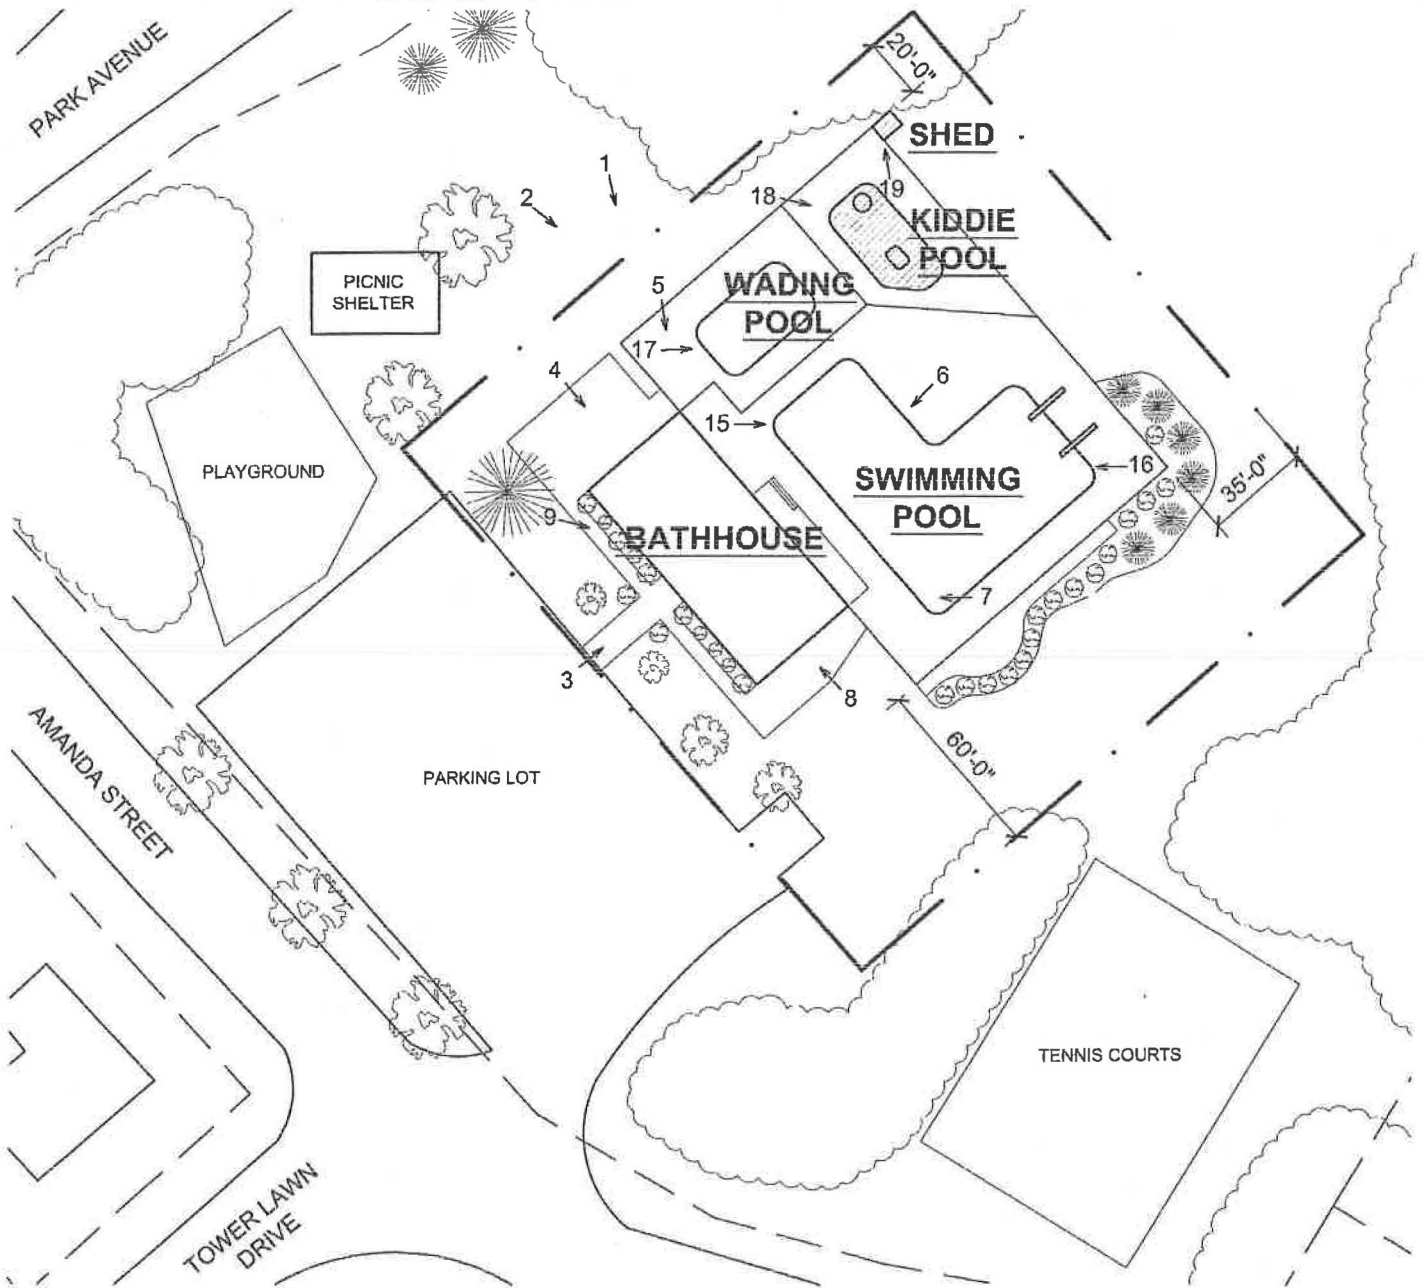 PARK AVENUE
20'-0"
SHED
1
2
18
19
KIDDIE
POOL
PICNIC
SHELTER
WADING
POOL
5
17
4
6
15
16
SWIMMING
POOL
35'-0"
PLAYGROUND
9
BATHHOUSE
7
3
8
60'-0"
AMANDA STREET
PARKING LOT
TENNIS COURTS
TOWER LAWN
DRIVE